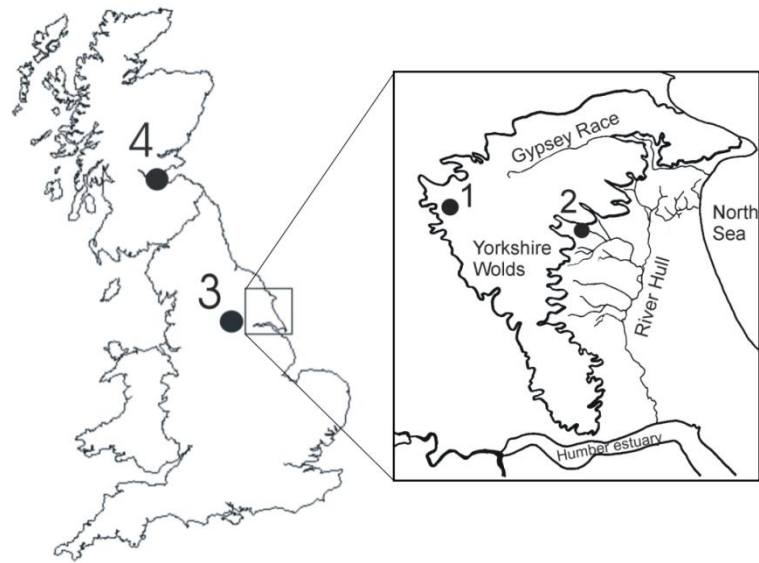 4
3
Gypsey Race
1
2
North
Sea
Yorkshire
Wolds
River Hull
Humber estuary